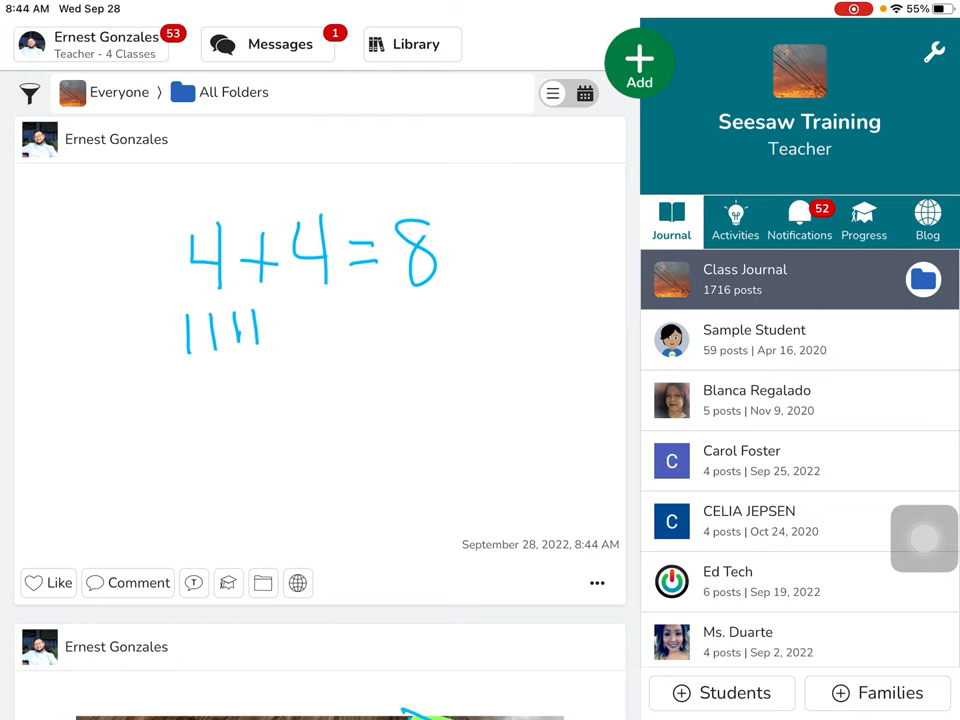 8:44 AM Wed Sep 28
55%
Ernest Gonzales
53
Teacher - 4 Classes
Messages
1
Library
Add
Everyone 〉 All Folders
Ernest Gonzales
4+4=8
September 28, 2022, 8:44 AM
Like
Comment
T
Ernest Gonzales
Seesaw Training
Teacher
Journal
Activities
52
Notifications
Progress
Blog
Class Journal
1716 posts
Sample Student
59 posts | Apr 16, 2020
Blanca Regalado
5 posts | Nov 9, 2020
C
Carol Foster
4 posts | Sep 25, 2022
C
CELIA JEPSEN
4 posts | Oct 24, 2020
Ed Tech
6 posts | Sep 19, 2022
Ms. Duarte
4 posts | Sep 2, 2022
Students
Families